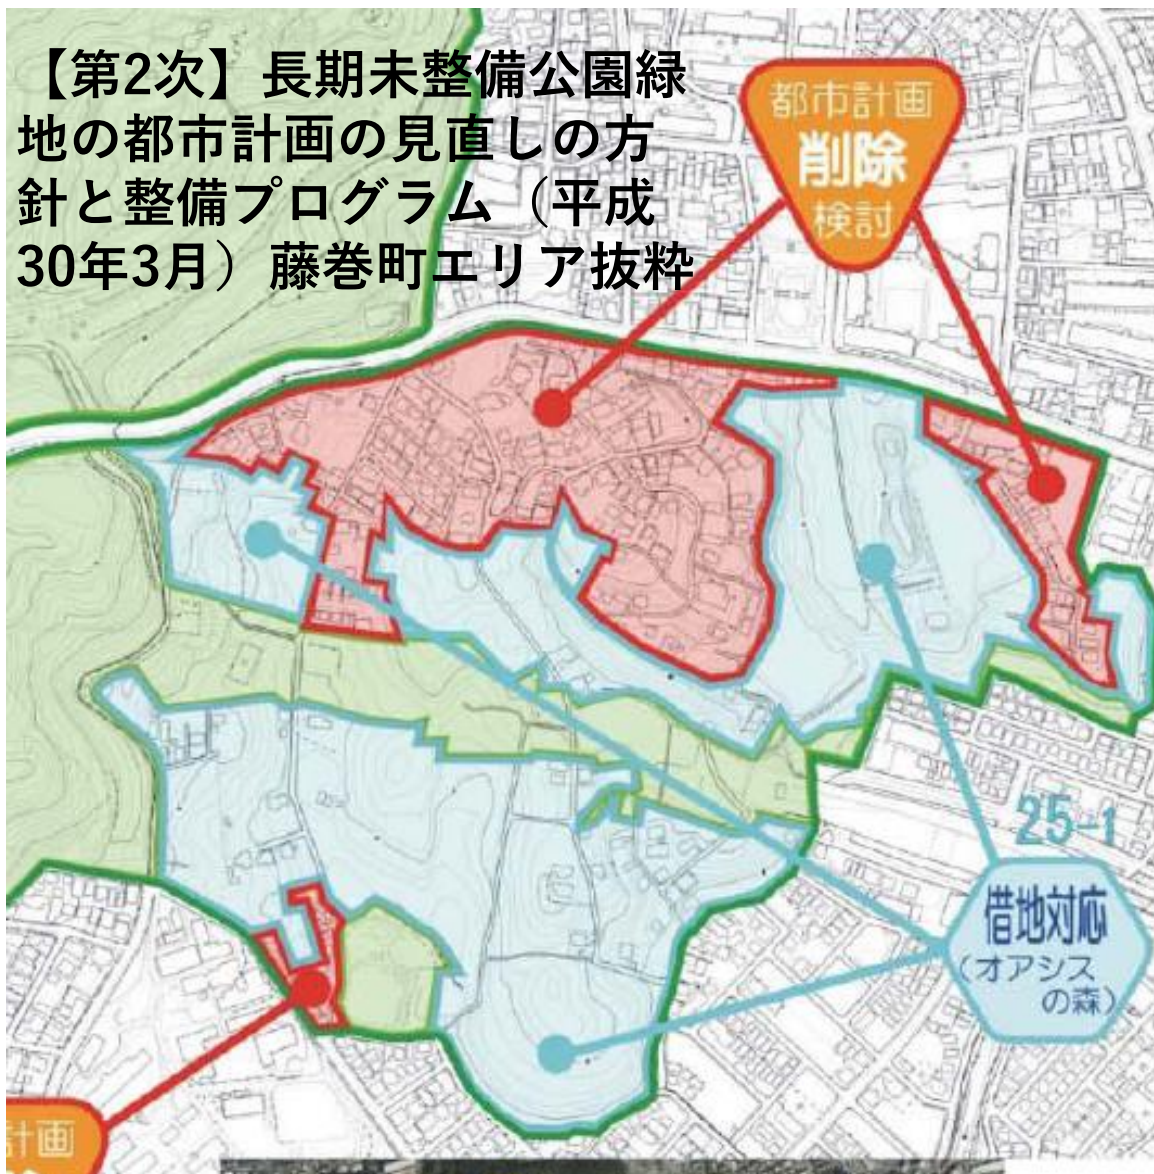 【第2次】長期未整備公園緑
地の都市計画の見直しの方
針と整備プログラム（平成
30年3月）藤巻町エリア抜粋
都市計画
削除
検討
25-1
借地対応
（オアシス
の森）
計画